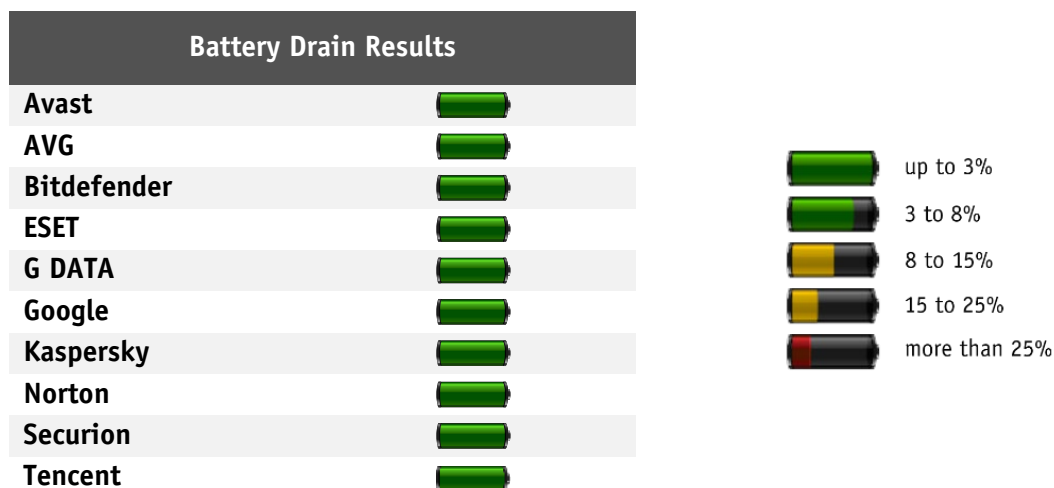 Battery Drain Results
Avast
AVG
Bitdefender
ESET
G DATA
Google
Kaspersky
Norton
Securion
Tencent
up to 3%
3 to 8%
8 to 15%
15 to 25%
more than 25%